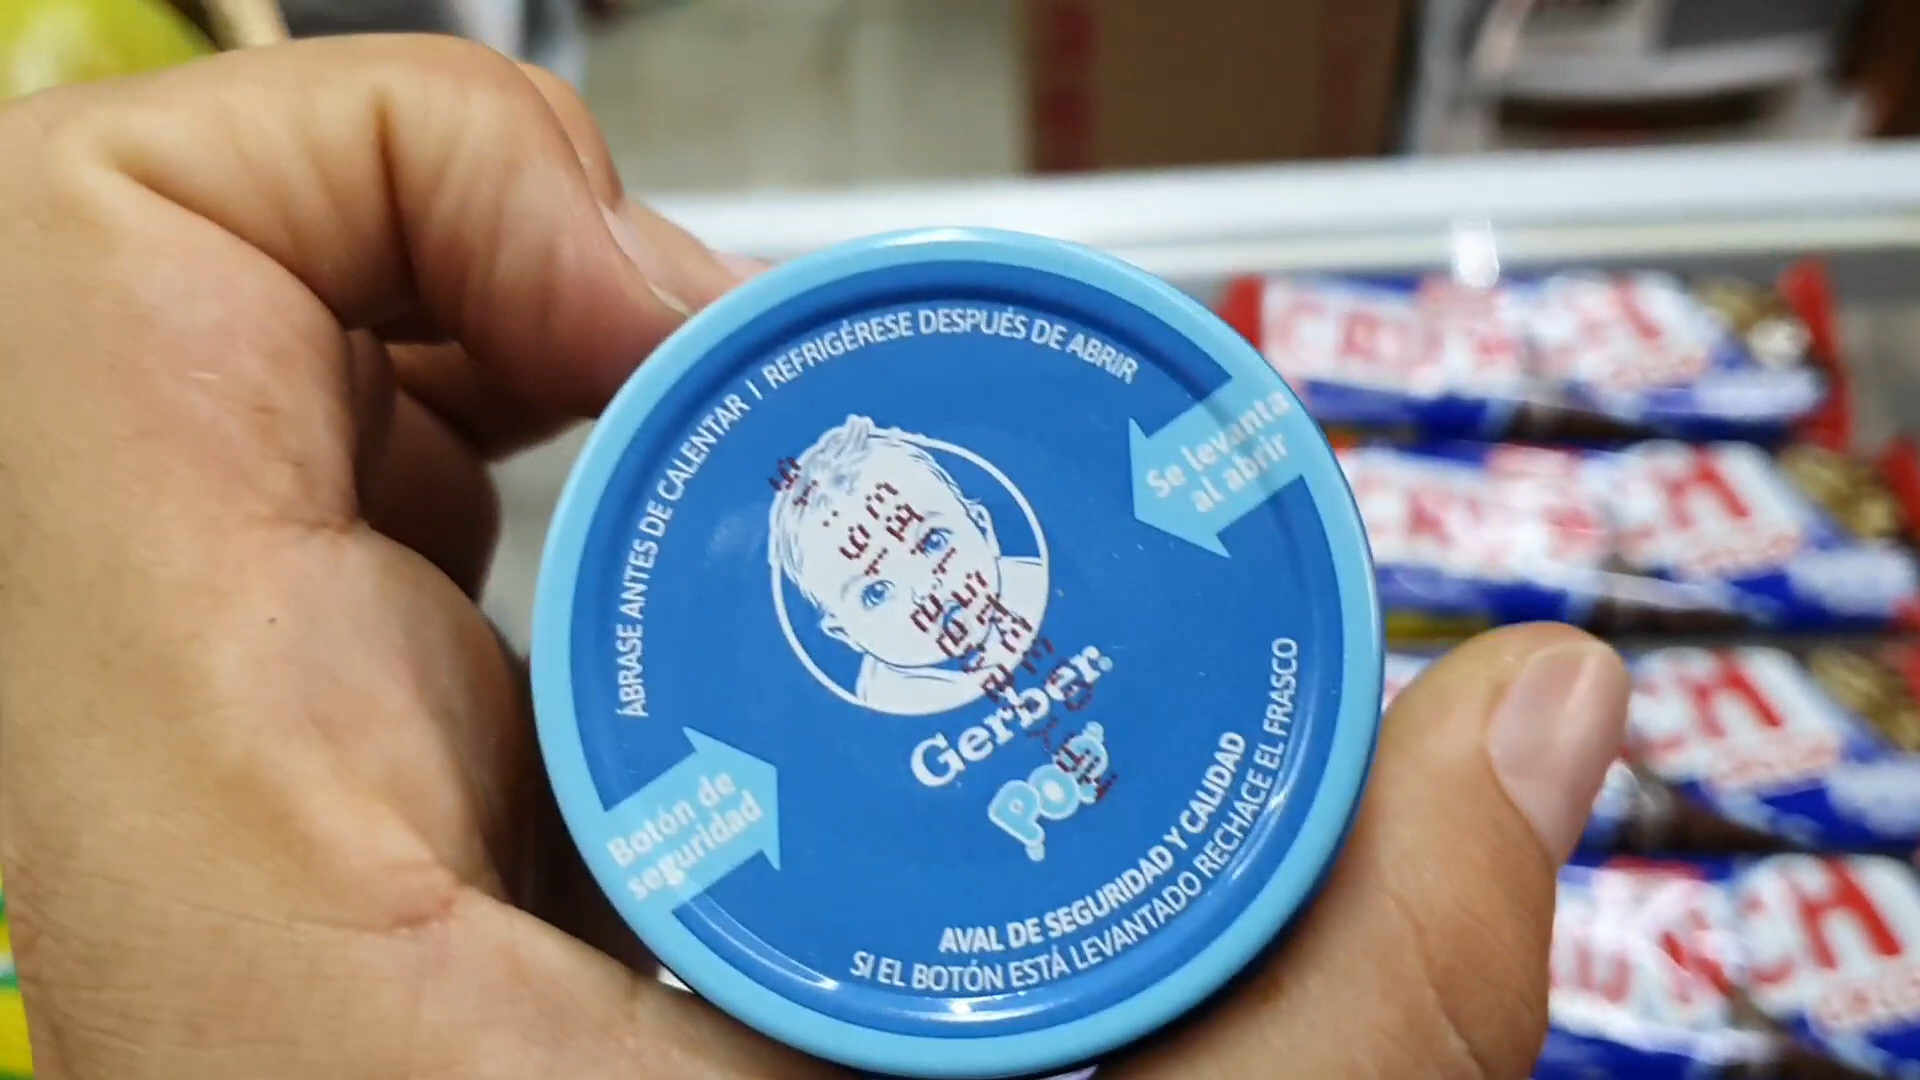 ÁBRASE ANTES DE CALENTAR | REFRIGÉRESE DESPUÉS DE ABRIR
Se levanta
al abrir
Gerber
Botón de
seguridad
AVAL DE SEGURIDAD Y CALIDAD
SI EL BOTÓN ESTÁ LEVANTADO RECHACE EL FRASCO